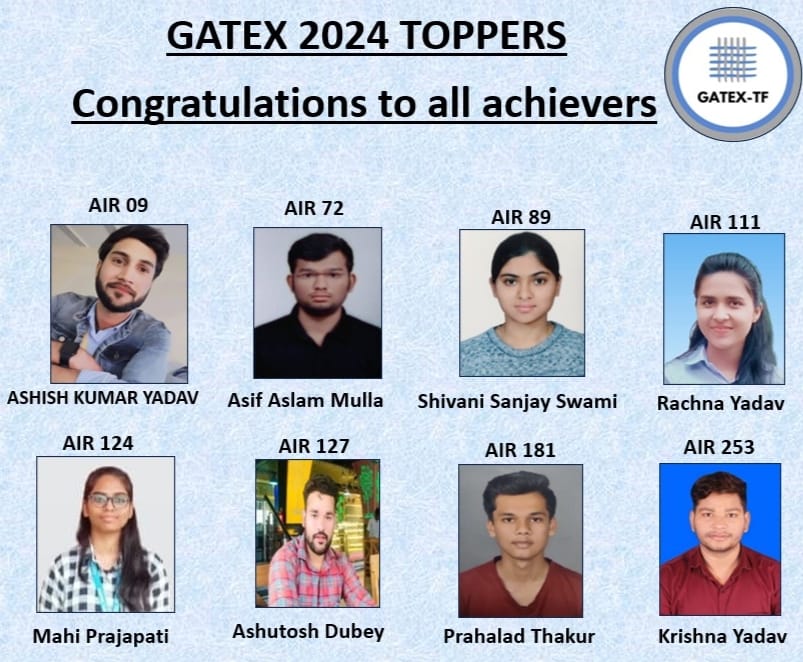 GATEX 2024 TOPPERS
Congratulations to all achievers
GATEX-TF
AIR 09
AIR 72
AIR 89
AIR 111
ASHISH KUMAR YADAV
Asif Aslam Mulla
Shivani Sanjay Swami
Rachna Yadav
AIR 124
AIR 127
AIR 181
AIR 253
Mahi Prajapati
Ashutosh Dubey
Prahalad Thakur
Krishna Yadav